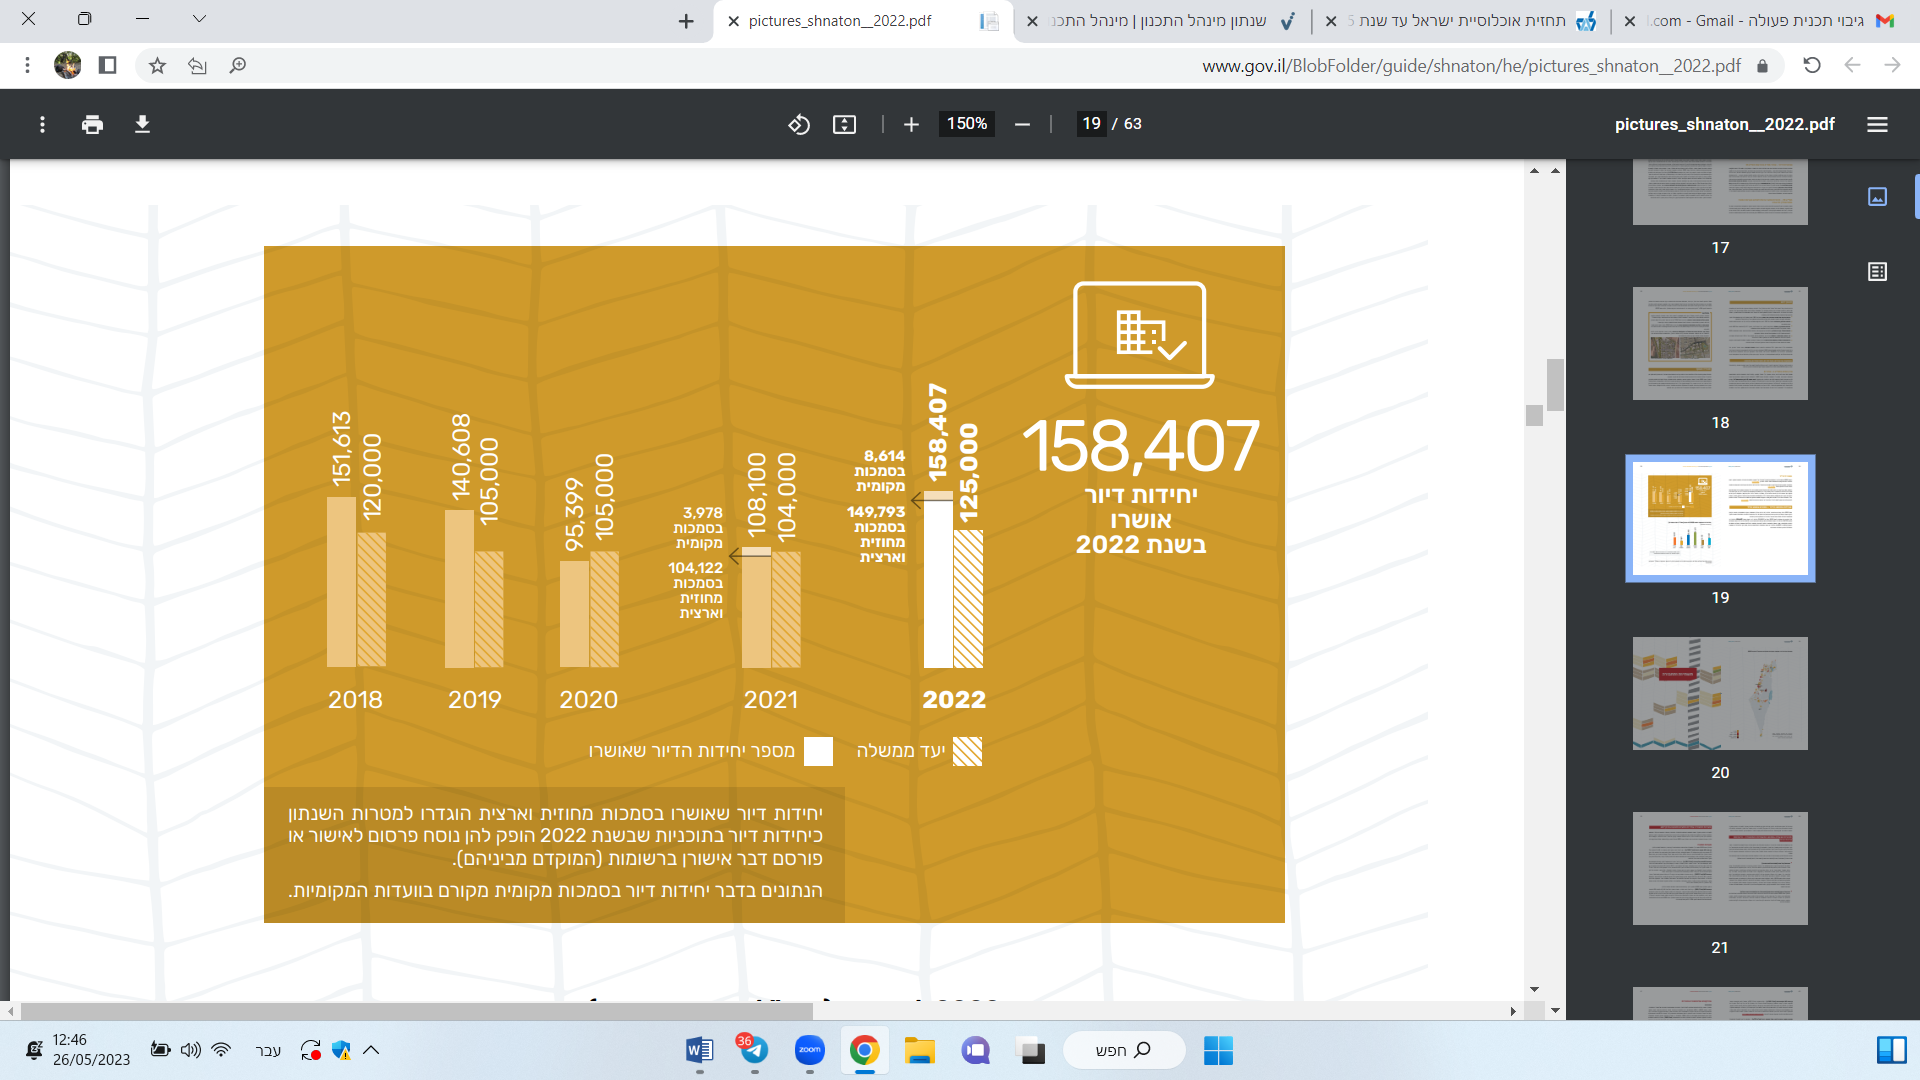 pictures_shnaton__2022.pdf
שנתון מינהל התכנון | מינהל התכנ
תחזית אוכלוסיית ישראל עד שנת 5
גיבוי תכנית פעולה - l.com - Gmail
www.gov.il/BlobFolder/guide/shnaton/he/pictures_shnaton__2022.pdf
150%
19 / 63
pictures_shnaton__2022.pdf
158,407
יחידות דיור
אושרו
בשנת 2022
151,613
120,000
2018
140,608
105,000
2019
95,399
105,000
2020
108,100
104,000
3,978
בסמכות
מקומית
104,122
בסמכות
מחוזית
וארצית
2021
158,407
125,000
8,614
בסמכות
מקומית
149,793
בסמכות
מחוזית
וארצית
2022
יעד ממשלה
מספר יחידות הדיור שאושרו
יחידות דיור שאושרו בסמכות מחוזית וארצית הוגדרו למטרות השנתון
כיחידות דיור בתוכניות שבשנת 2022 הופק להן נוסח פרסום לאישור או
פורסם דבר אישורן ברשומות (המוקדם מביניהם).
הנתונים בדבר יחידות דיור בסמכות מקומית מקורם בוועדות המקומיות.
17
18
19
20
21
12:46
26/05/2023
עבר
36
zoom
חפש